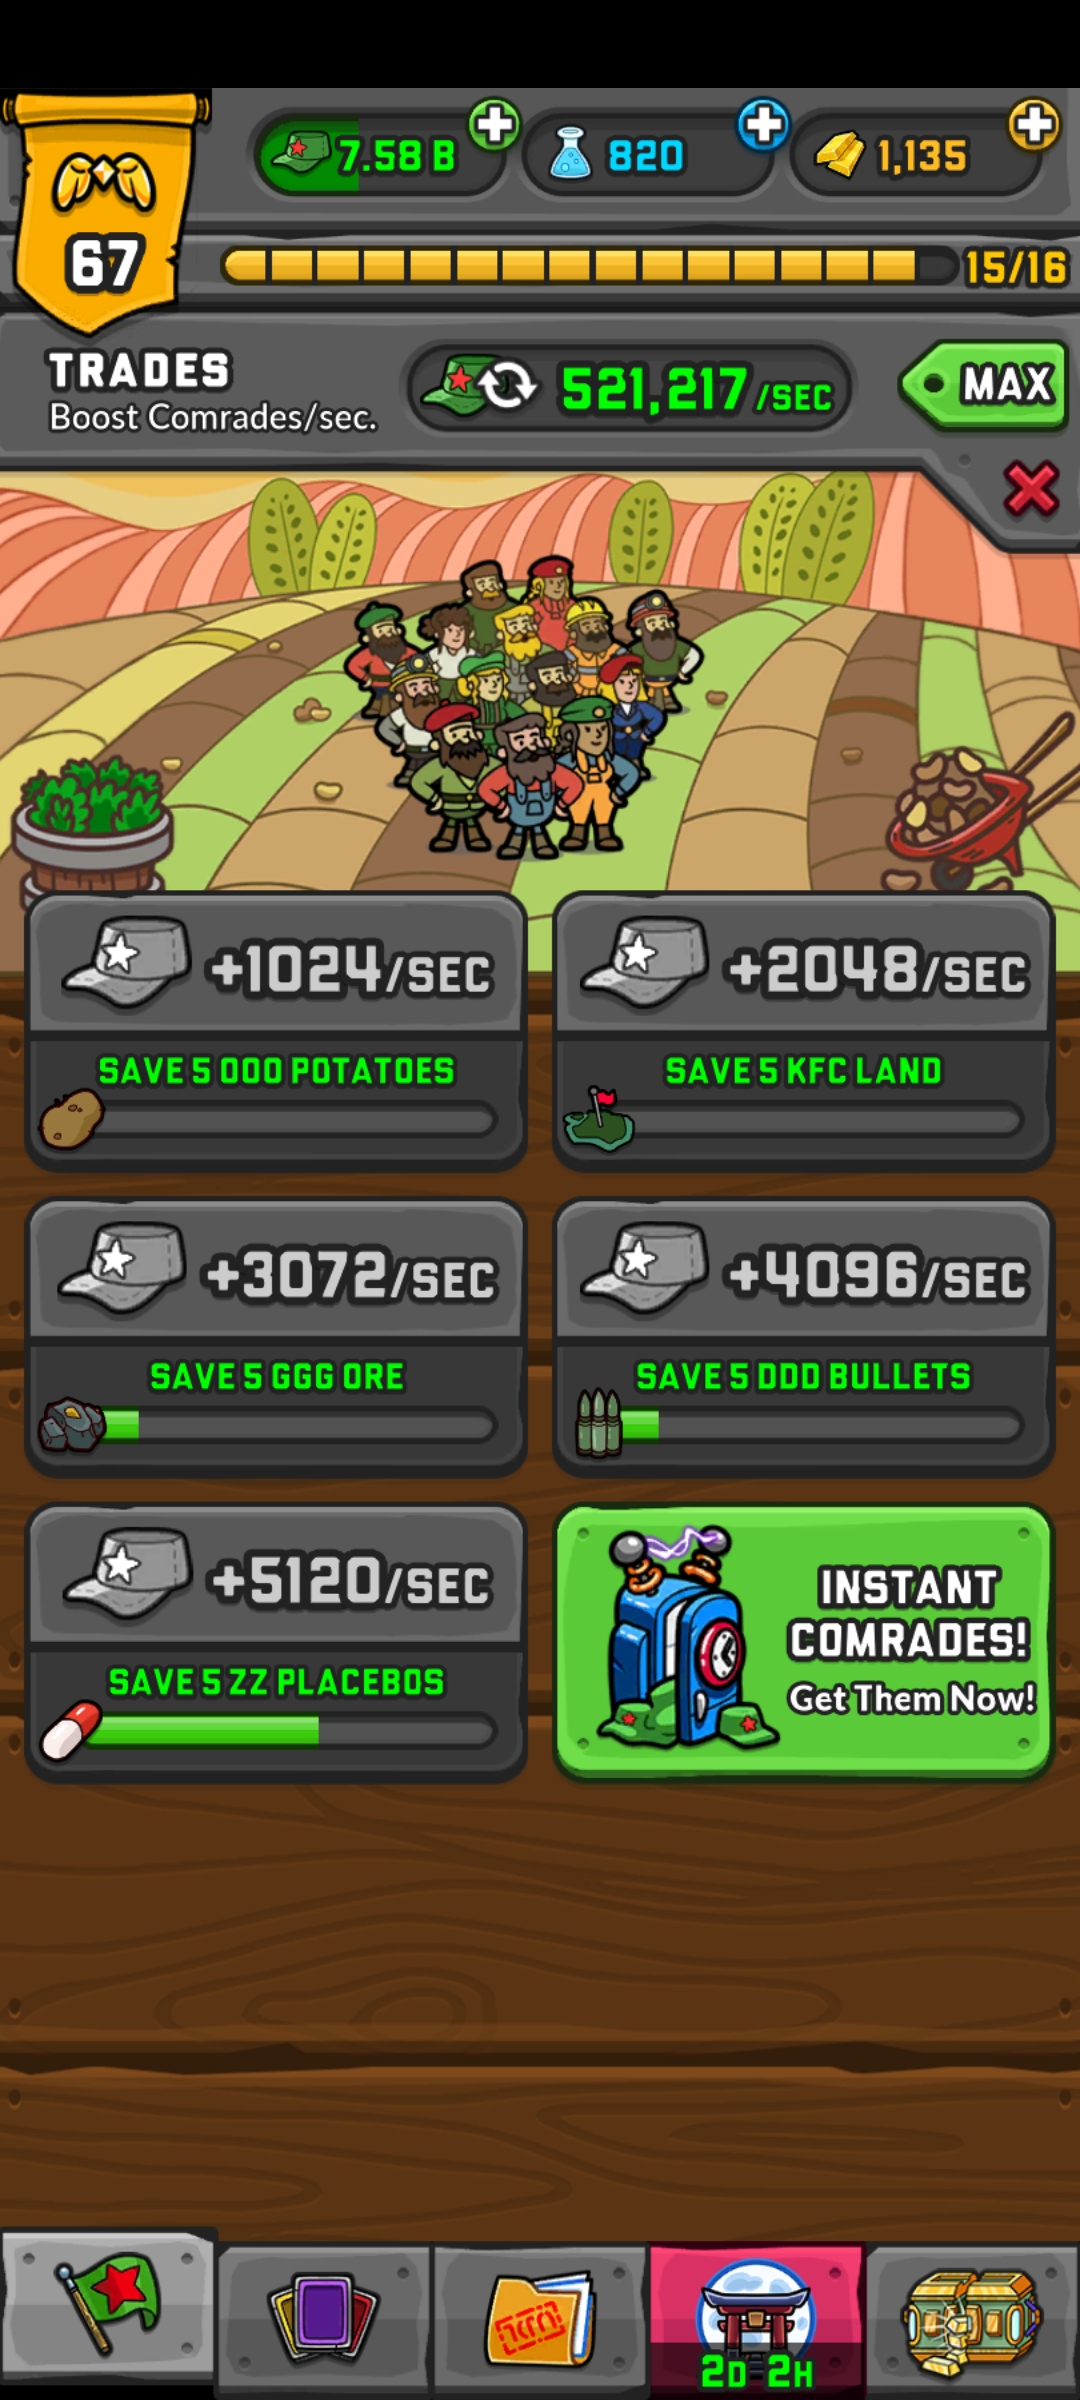 7.58 B
820
1,135
67
15/16
TRADES
Boost Comrades/sec.
521,217/SEC
MAX
+1024/SEC
+2048/SEC
SAVE 5 000 POTATOES
SAVE 5 KFC LAND
+3072/SEC
+4096/SEC
SAVE 5 GGG ORE
SAVE 5 DDD BULLETS
+5120/SEC
INSTANT
COMRADES!
Get Them Now!
SAVE 5 ZZ PLACEBOS
2D 2H